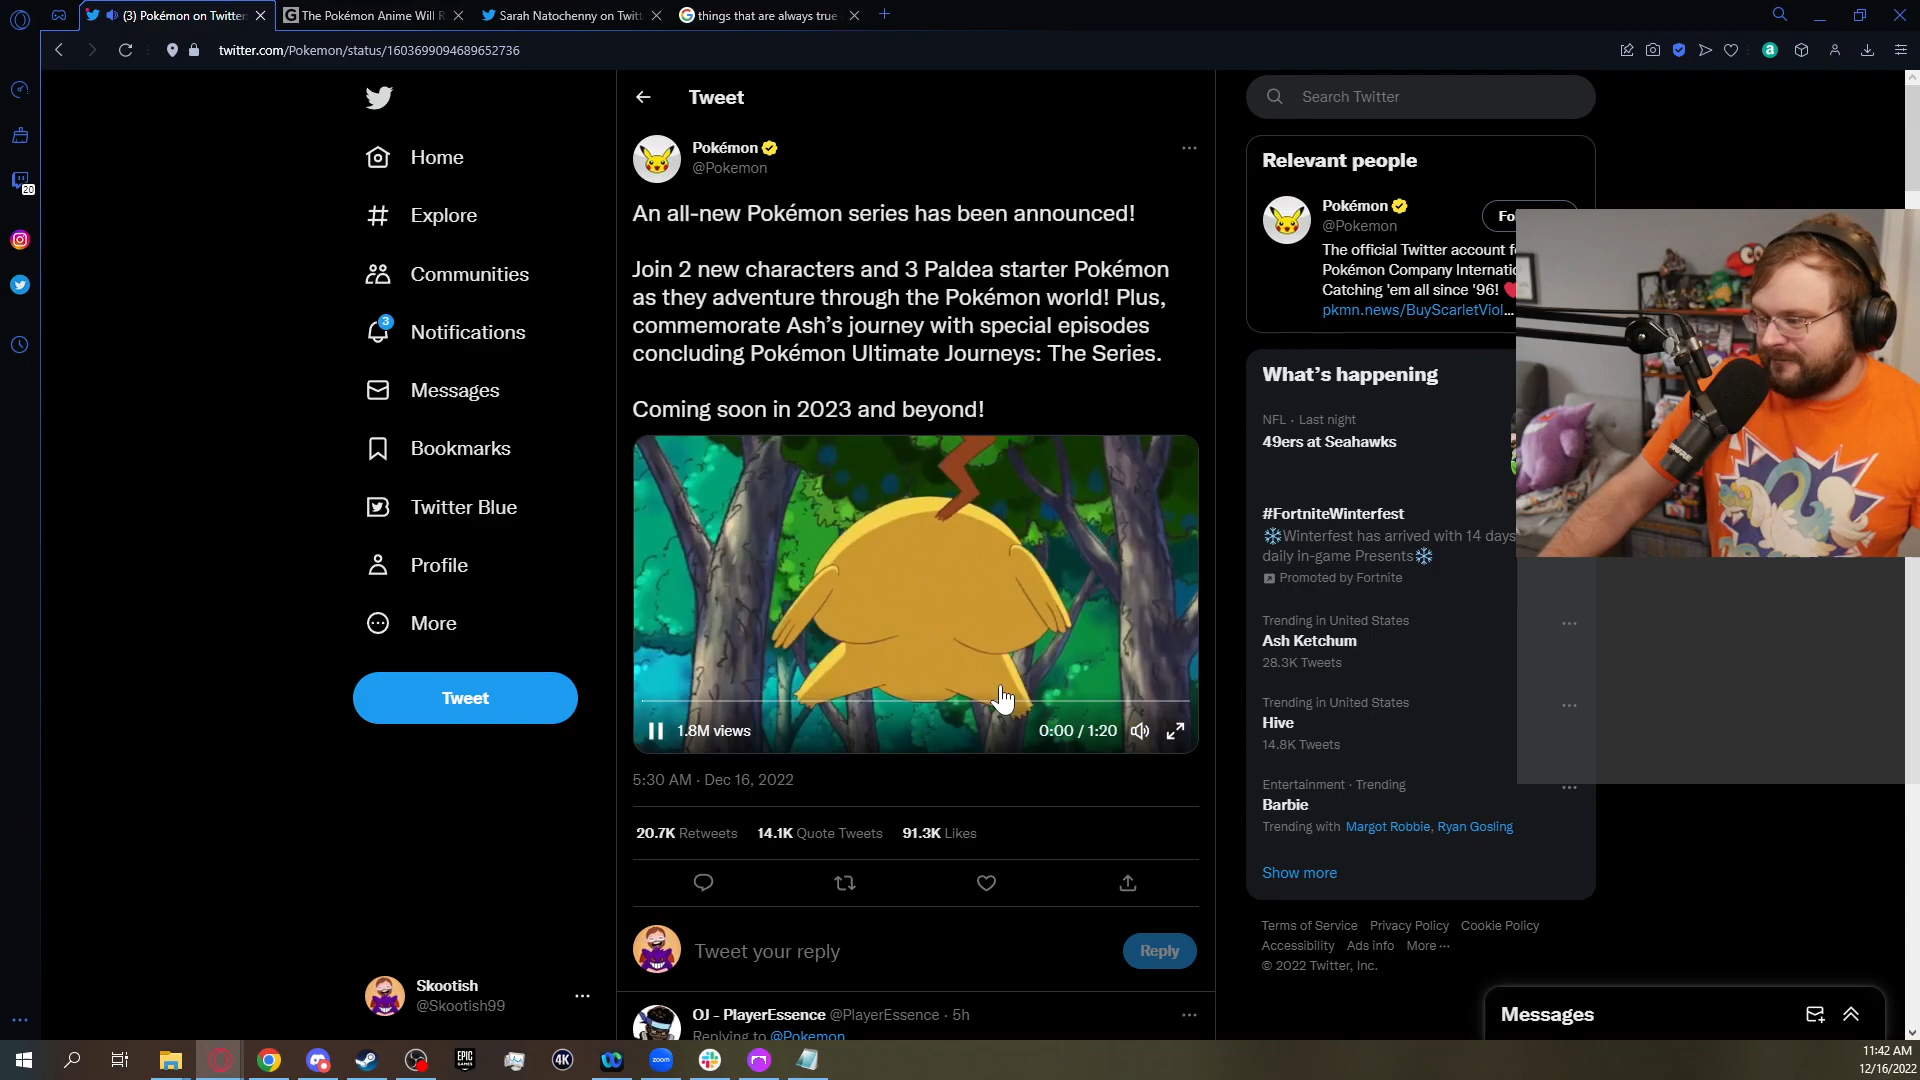 (3) Pokémon on Twitter:
The Pokémon Anime Will R
Sarah Natochenny on Twitt
things that are always true
twitter.com/Pokemon/status/1603699094689652736
20
Home
Explore
Communities
3
Notifications
Messages
Bookmarks
Twitter Blue
Profile
More
Tweet
Skootish
@Skootish99
Tweet
Pokémon
@Pokemon
An all-new Pokémon series has been announced!
Join 2 new characters and 3 Paldea starter Pokémon
as they adventure through the Pokémon world! Plus,
commemorate Ash's journey with special episodes
concluding Pokémon Ultimate Journeys: The Series.
Coming soon in 2023 and beyond!
1.8M views
0:00 / 1:20
5:30 AM · Dec 16, 2022
20.7K Retweets 14.1K Quote Tweets 91.3K Likes
Tweet your reply
Reply
OJ - PlayerEssence @PlayerEssence · 5h
Replying to @Pokemon
Search Twitter
Relevant people
Pokémon
@Pokemon
Fo
The official Twitter account f
Pokémon Company Internatio
Catching 'em all since '96!
pkmn.news/BuyScarletViol...
What's happening
NFL · Last night
49ers at Seahawks
#FortniteWinterfest
Winterfest has arrived with 14 days
daily in-game Presents
Promoted by Fortnite
Trending in United States
Ash Ketchum
28.3K Tweets
Trending in United States
Hive
14.8K Tweets
Entertainment · Trending
Barbie
Trending with Margot Robbie, Ryan Gosling
Show more
Terms of Service Privacy Policy Cookie Policy
Accessibility Ads info More ···
© 2022 Twitter, Inc.
Messages
SHURE
EPIC GAMES
4K
zoom
11:42 AM
12/16/2022